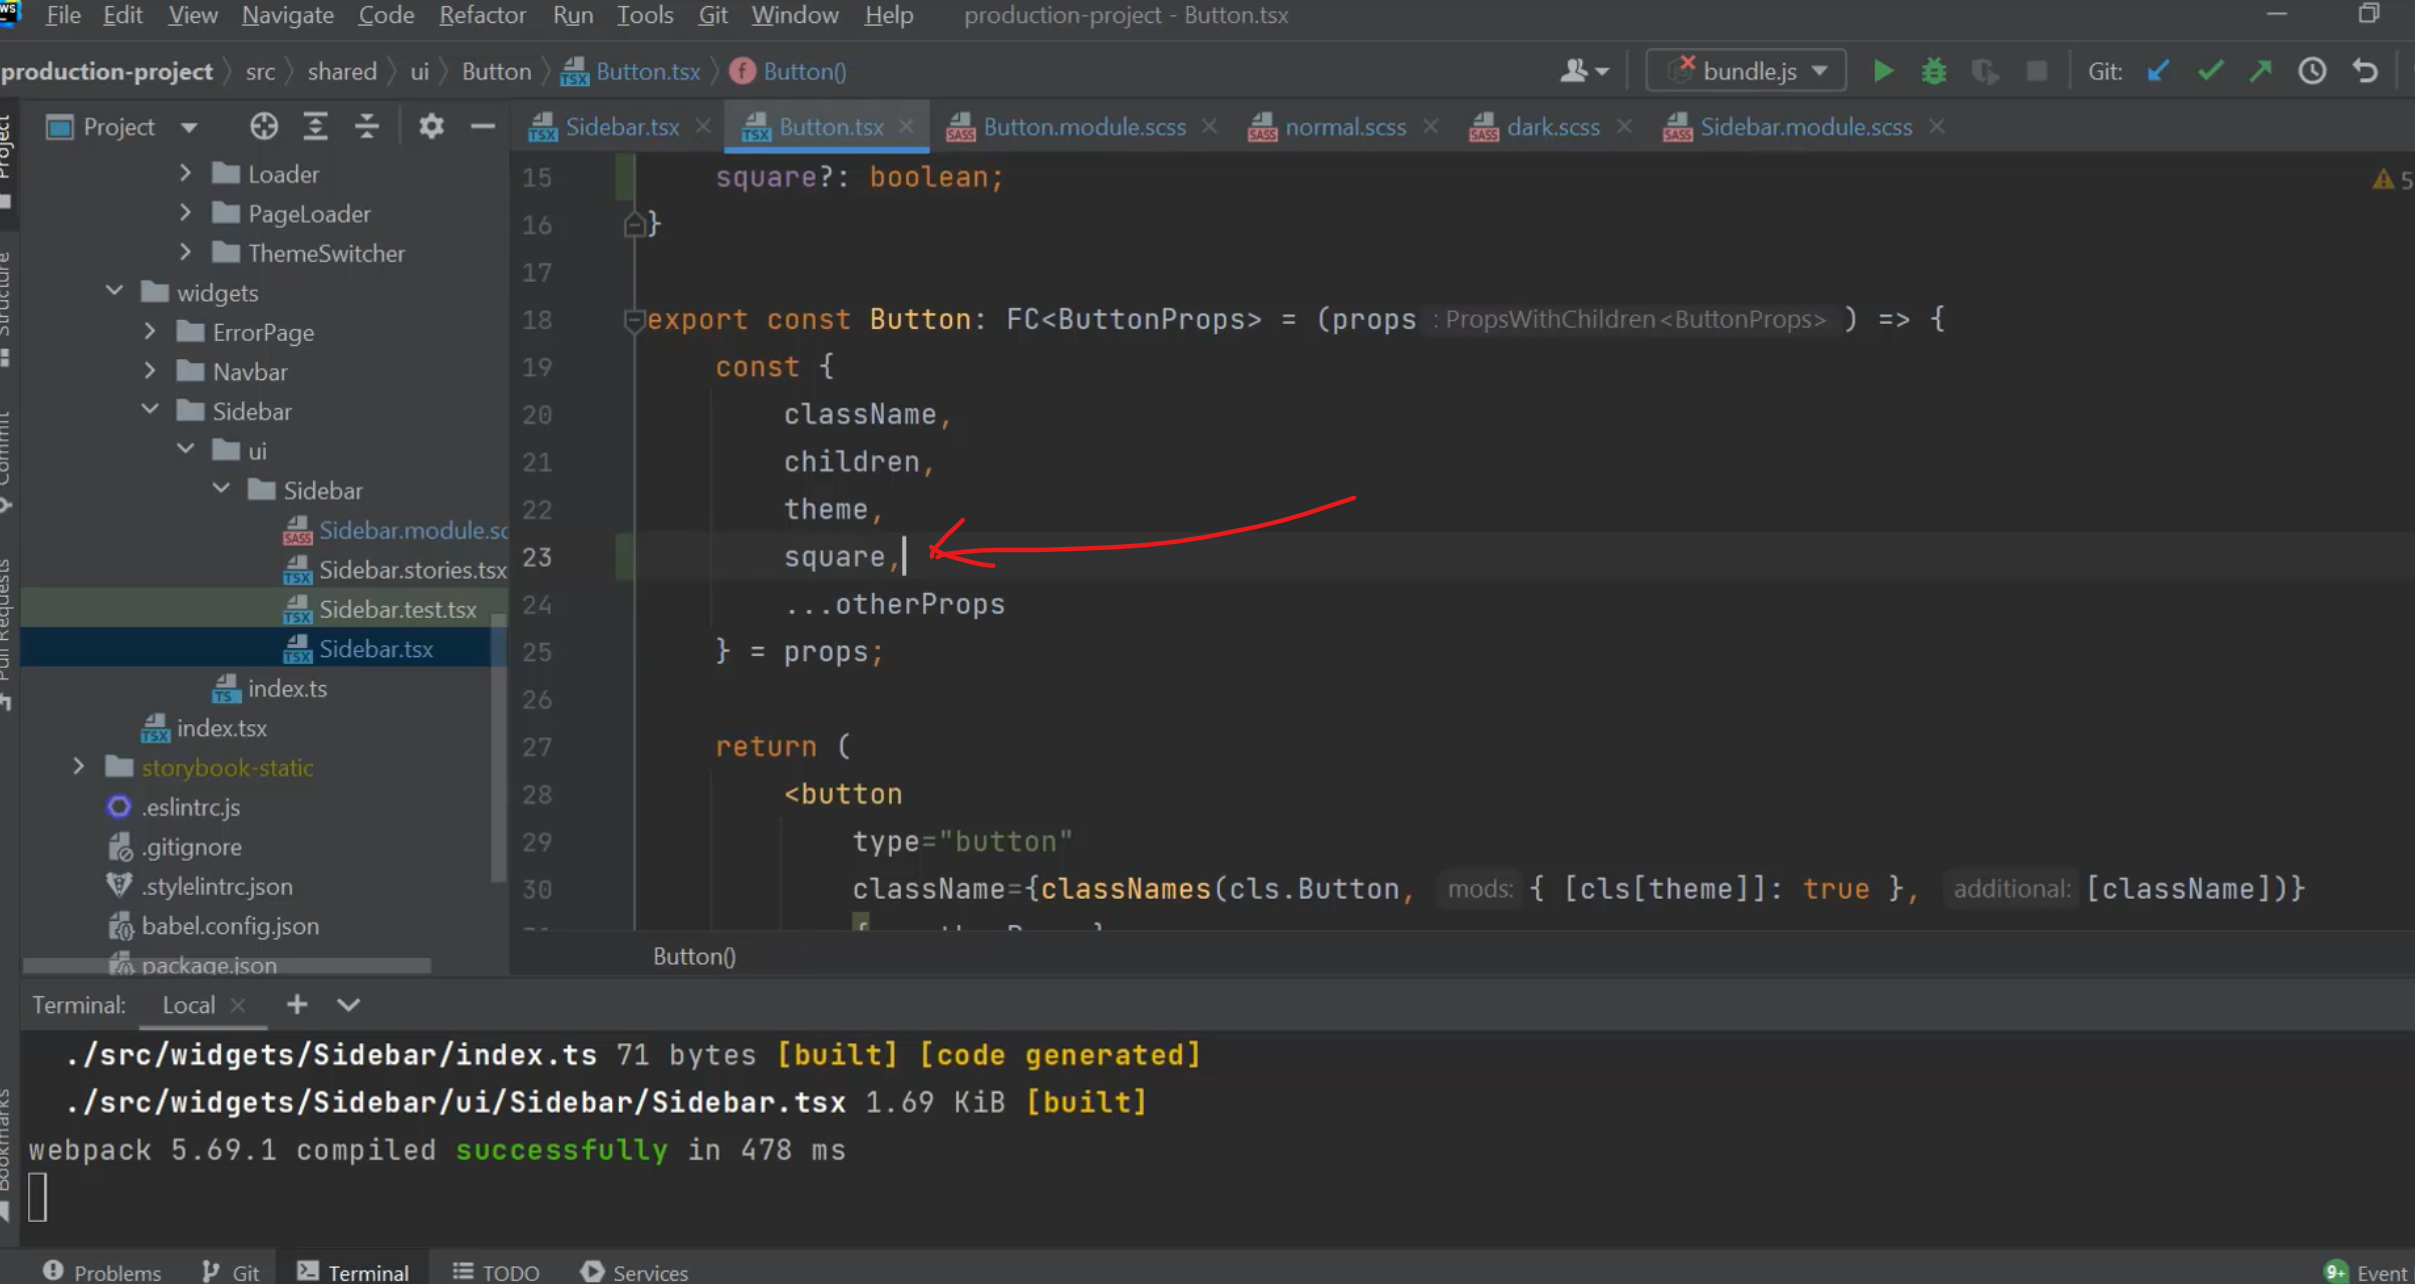 File Edit View Navigate Code Refactor Run Tools Git Window Help production-project - Button.tsx
production-project src shared ui Button Button.tsx Button() bundle.js Git:
Project
Sidebar.tsx Button.tsx Button.module.scss normal.scss dark.scss Sidebar.module.scss
Loader
PageLoader
ThemeSwitcher
widgets
ErrorPage
Navbar
Sidebar
ui
Sidebar
Sidebar.module.sc
Sidebar.stories.tsx
Sidebar.test.tsx
Sidebar.tsx
index.ts
index.tsx
storybook-static
.eslintrc.js
.gitignore
.stylelintrc.json
babel.config.json
package.json
Project
Structure
Commit
Pull Requests
Bookmarks
15 square?: boolean; 5
16 }
17
18 export const Button: FC<ButtonProps> = (props : PropsWithChildren<ButtonProps> ) => {
19 const {
20 className,
21 children,
22 theme,
23 square,
24 ...otherProps
25 } = props;
26
27 return (
28 <button
29 type="button"
30 className={classNames(cls.Button, mods: { [cls[theme]]: true }, additional: [className])}
Button()
Terminal: Local
./src/widgets/Sidebar/index.ts 71 bytes [built] [code generated]
./src/widgets/Sidebar/ui/Sidebar/Sidebar.tsx 1.69 KiB [built]
webpack 5.69.1 compiled successfully in 478 ms
Problems Git Terminal TODO Services 9+ Event